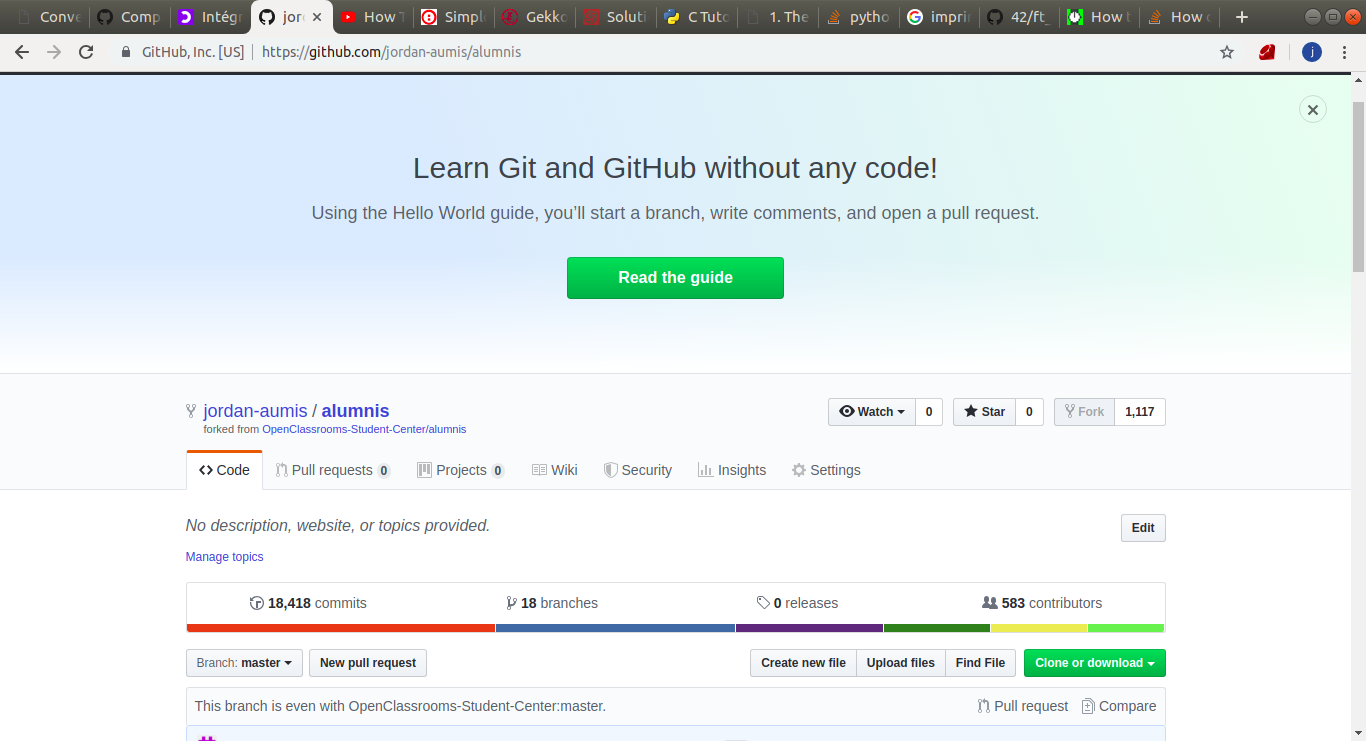 Conve
Comp
Intégr
jor
How T
Simple
Gekko
Soluti
C Tuto
1. The
pytho
imprir
42/ft_
How t
How c
GitHub, Inc. [US] https://github.com/jordan-aumis/alumnis
j
Learn Git and GitHub without any code!
Using the Hello World guide, you’ll start a branch, write comments, and open a pull request.
Read the guide
jordan-aumis / alumnis
Watch 0 Star 0 Fork 1,117
forked from OpenClassrooms-Student-Center/alumnis
Code Pull requests 0 Projects 0 Wiki Security Insights Settings
No description, website, or topics provided. Edit
Manage topics
18,418 commits 18 branches 0 releases 583 contributors
Branch: master New pull request Create new file Upload files Find File Clone or download
This branch is even with OpenClassrooms-Student-Center:master. Pull request Compare